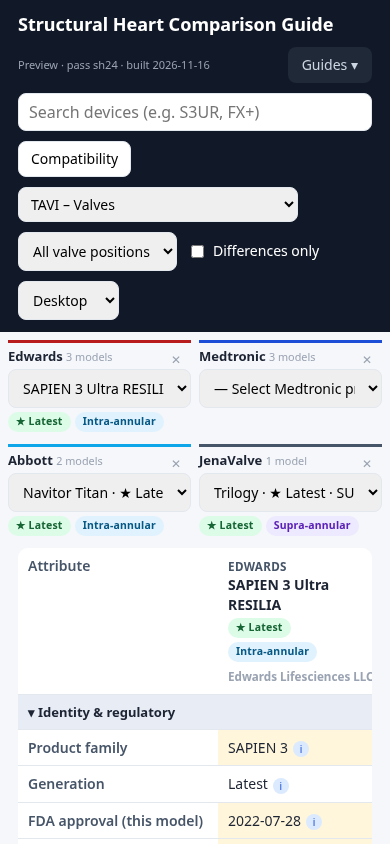 Structural Heart Comparison Guide
Preview · pass sh24 · built 2026-11-16
Guides ▾
Search devices (e.g. S3UR, FX+)
Compatibility
TAVI – Valves
All valve positions
Differences only
Desktop
Edwards 3 models ×
Medtronic 3 models ×
SAPIEN 3 Ultra RESILI
— Select Medtronic p
★ Latest Intra-annular
Abbott 2 models ×
JenaValve 1 model ×
Navitor Titan · ★ Late
Trilogy · ★ Latest · SU
★ Latest Intra-annular
★ Latest Supra-annular
Attribute
EDWARDS
SAPIEN 3 Ultra
RESILIA
★ Latest
Intra-annular
Edwards Lifesciences LLC
▾ Identity & regulatory
Product family SAPIEN 3 i
Generation Latest i
FDA approval (this model) 2022-07-28 i